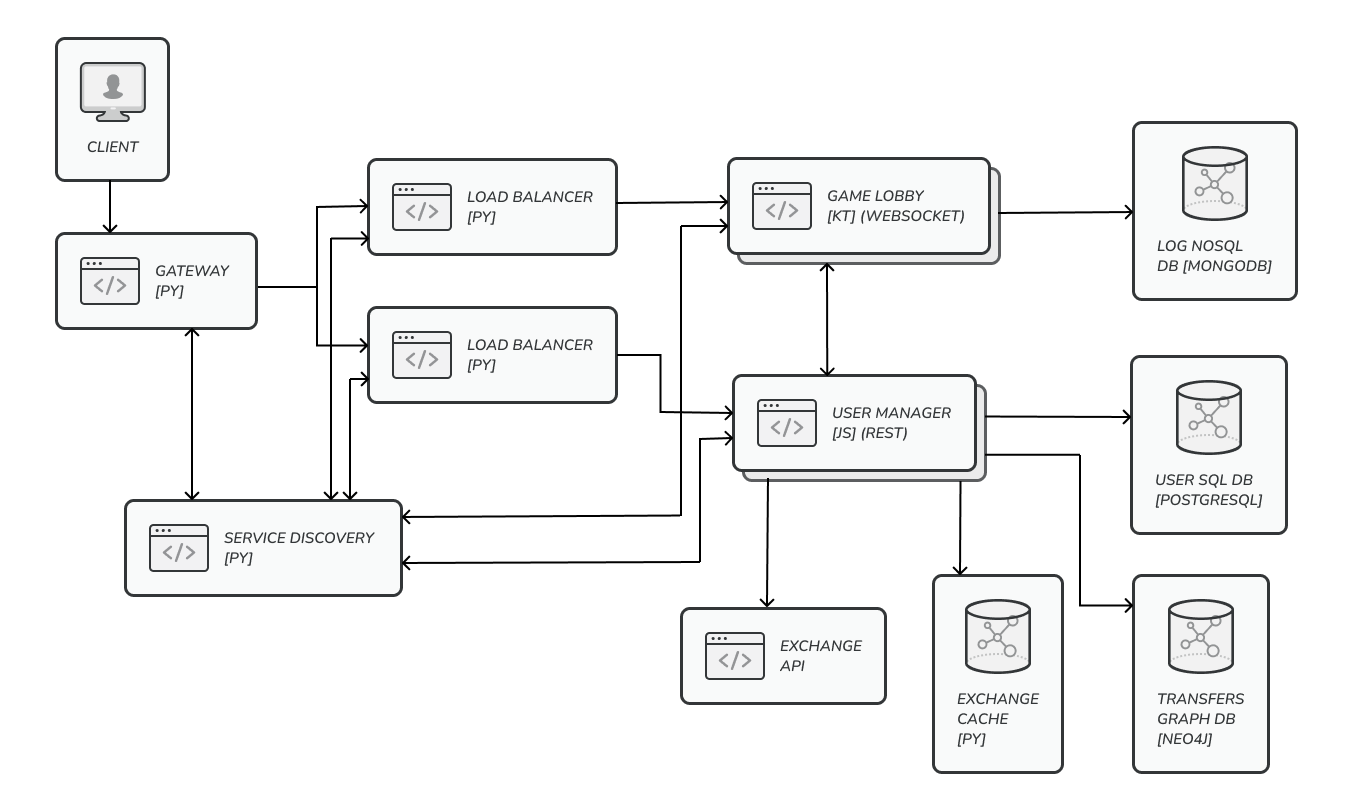 CLIENT
GATEWAY
[PY]
LOAD BALANCER
[PY]
LOAD BALANCER
[PY]
SERVICE DISCOVERY
[PY]
GAME LOBBY
[KT] (WEBSOCKET)
USER MANAGER
[JS] (REST)
LOG NOSQL
DB [MONGODB]
USER SQL DB
[POSTGRESQL]
EXCHANGE
API
EXCHANGE
CACHE
[PY]
TRANSFERS
GRAPH DB
[NEO4J]